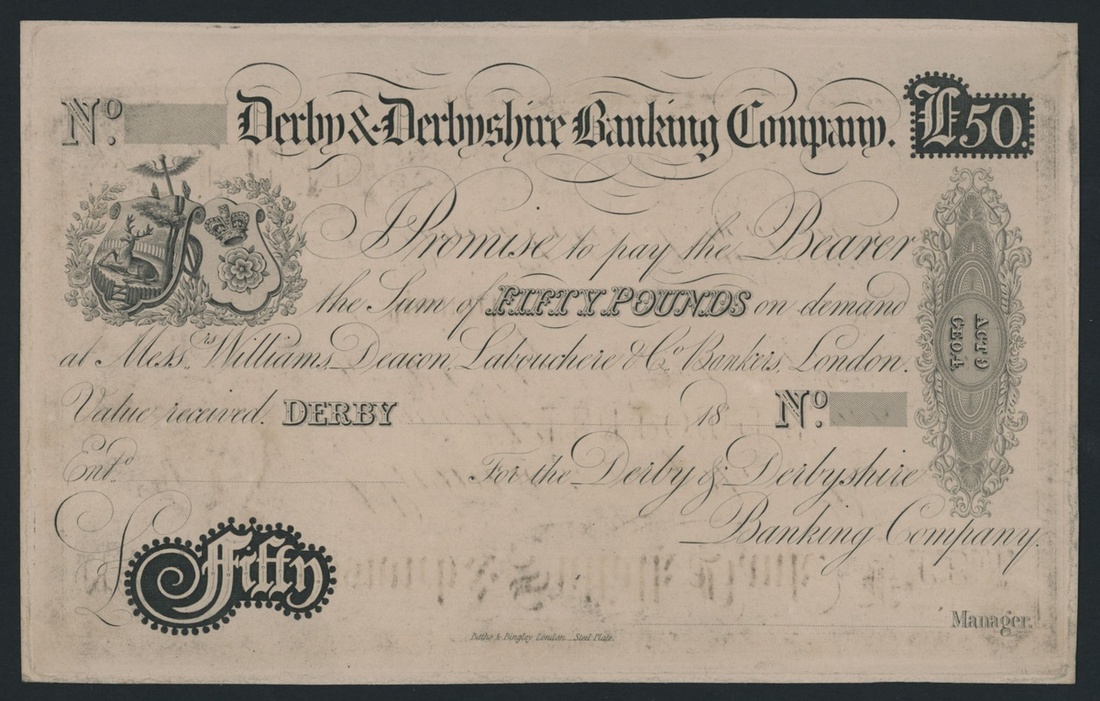 No. Derby & Derbyshire Banking Company. £50.
I Promise to pay the Bearer
the Sum of FIFTY POUNDS on demand
at Messrs. Williams, Deacon, Labouchere & Co. Bankers, London.
Value received. DERBY 18 No.
Entd. For the Derby & Derbyshire
Banking Company.
£ Fifty
Manager.
Butho & Bingley London Steel Plate.
ACT 9
GEO. 4